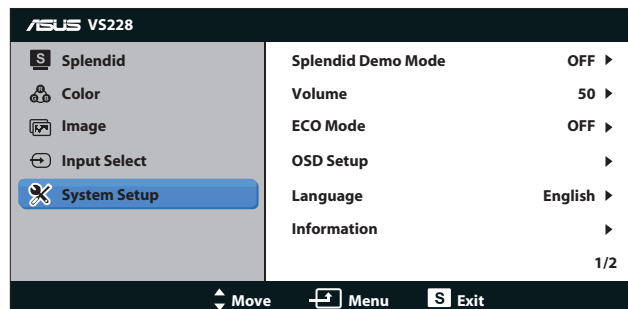 ASUS VS228
S Splendid
R G B Color
Image
Input Select
System Setup
Splendid Demo Mode OFF
Volume 50
ECO Mode OFF
OSD Setup
Language English
Information
1/2
Move Menu S Exit